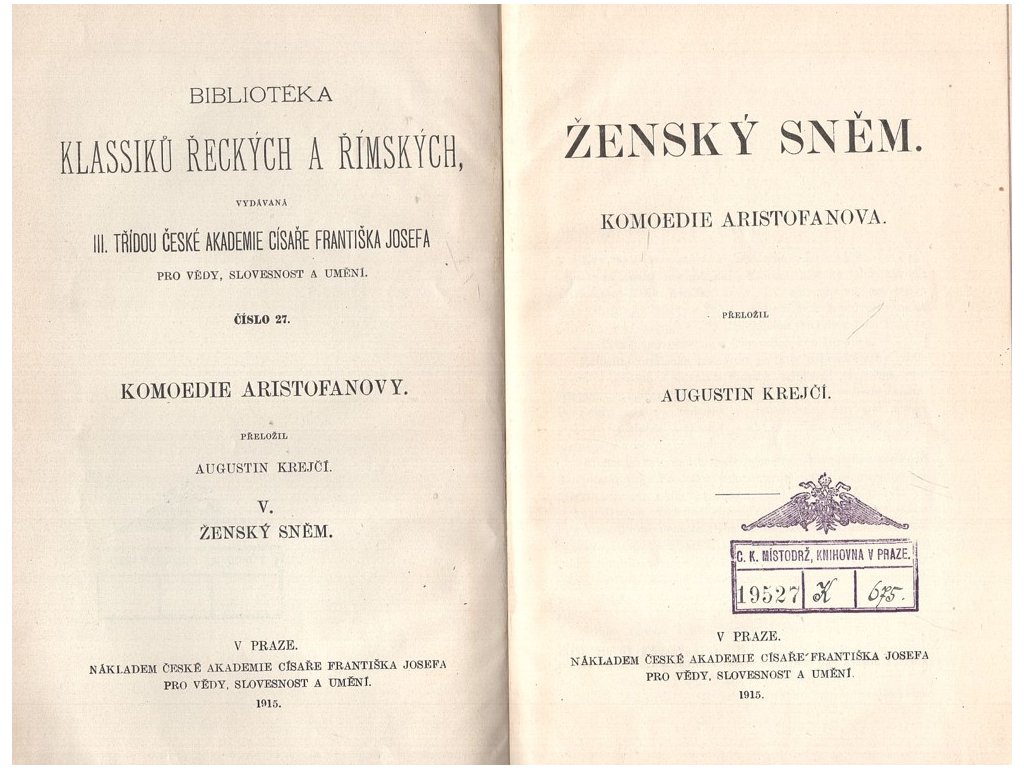 BIBLIOTÉKA
KLASSIKŮ ŘECKÝCH A ŘÍMSKÝCH,
VYDÁVANÁ
III. TŘÍDOU ČESKÉ AKADEMIE CÍSAŘE FRANTIŠKA JOSEFA
PRO VĚDY, SLOVESNOST A UMĚNÍ.
ČÍSLO 27.
KOMOEDIE ARISTOFANOVY.
PŘELOŽIL
AUGUSTIN KREJČÍ.
V.
ŽENSKÝ SNĚM.
V PRAZE.
NÁKLADEM ČESKÉ AKADEMIE CÍSAŘE FRANTIŠKA JOSEFA
PRO VĚDY, SLOVESNOST A UMĚNÍ.
1915.
ŽENSKÝ SNĚM.
KOMOEDIE ARISTOFANOVA.
PŘELOŽIL
AUGUSTIN KREJČÍ.
C. K. MÍSTODRŽ, KNIHOVNA V PRAZE.
19527 K 675.
V PRAZE.
NÁKLADEM ČESKÉ AKADEMIE CÍSAŘE FRANTIŠKA JOSEFA
PRO VĚDY, SLOVESNOST A UMĚNÍ.
1915.